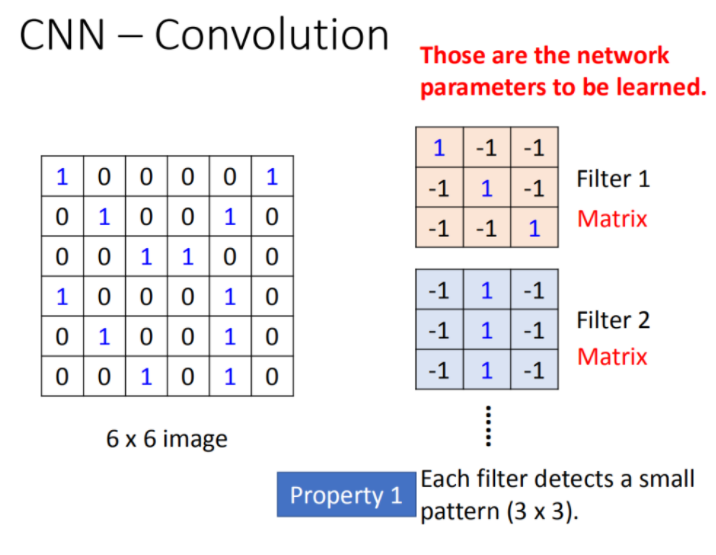 CNN – Convolution
Those are the network
parameters to be learned.
1 0 0 0 0 1
0 1 0 0 1 0
0 0 1 1 0 0
1 0 0 0 1 0
0 1 0 0 1 0
0 0 1 0 1 0
6 x 6 image
1 -1 -1
-1 1 -1
-1 -1 1
Filter 1
Matrix
-1 1 -1
-1 1 -1
-1 1 -1
Filter 2
Matrix
Property 1
Each filter detects a small
pattern (3 x 3).